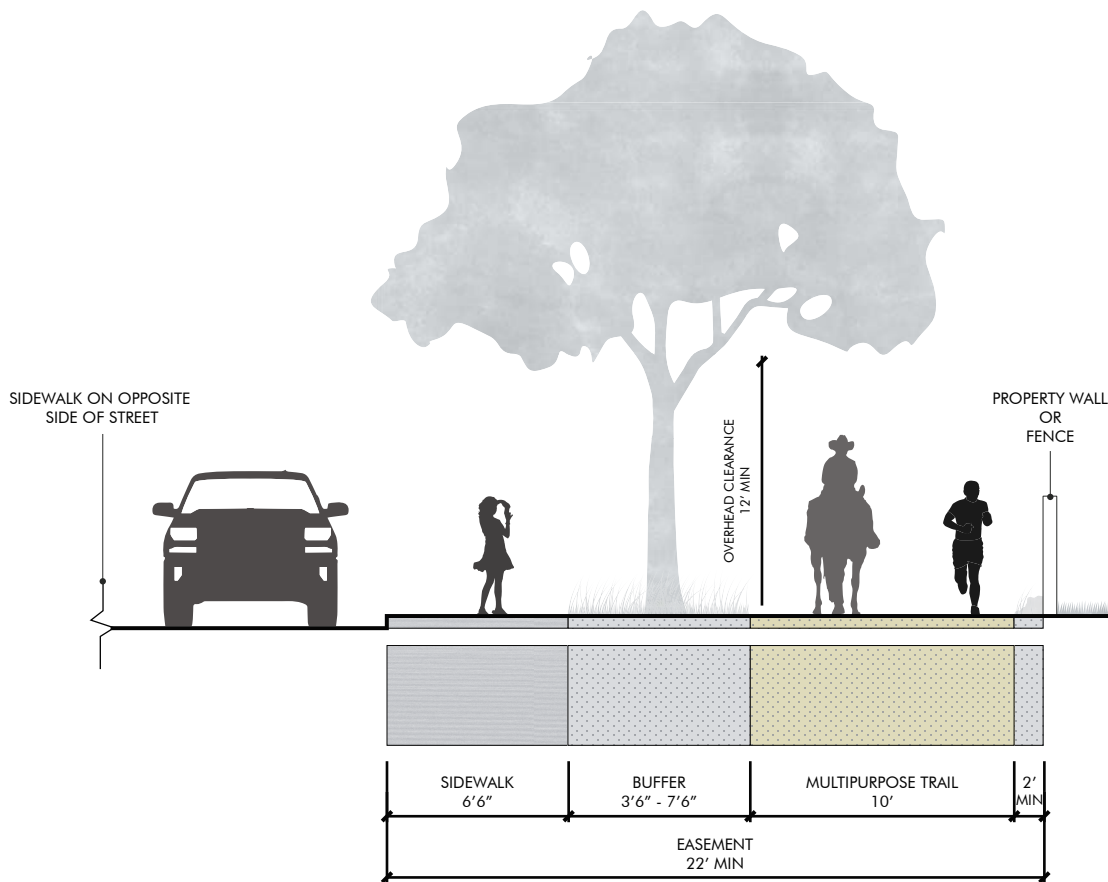 SIDEWALK ON OPPOSITE
SIDE OF STREET
PROPERTY WALL
OR
FENCE
OVERHEAD CLEARANCE
12' MIN
SIDEWALK
6'6”
BUFFER
3'6” - 7'6”
MULTIPURPOSE TRAIL
10'
2'
MIN
EASEMENT
22' MIN